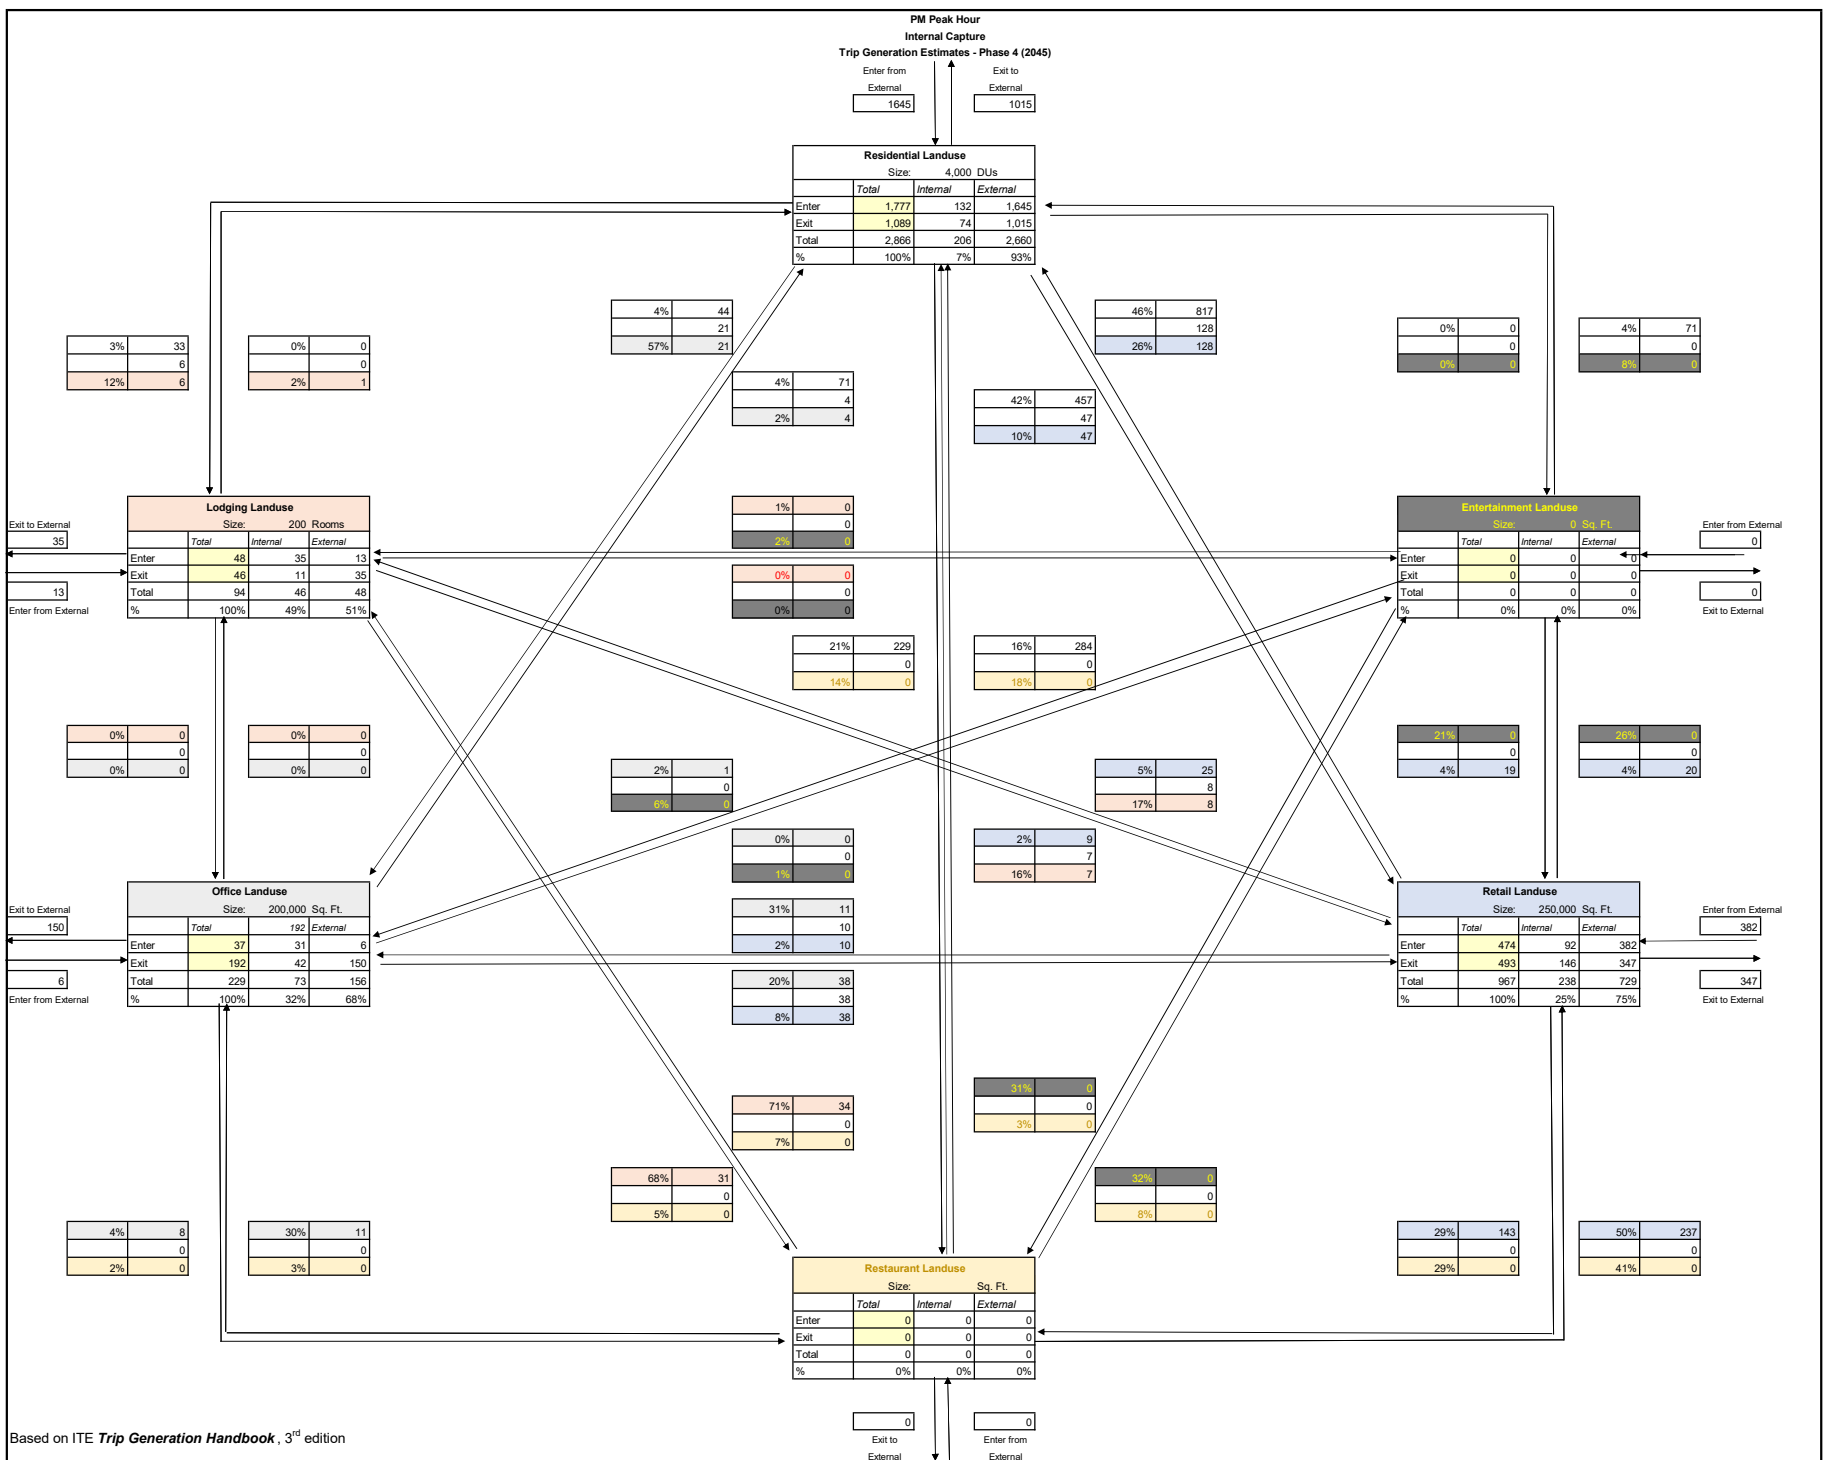 PM Peak Hour
Internal Capture
Trip Generation Estimates - Phase 4 (2045)
Enter from Exit to
External External
1645 1015
Residential Landuse
Size: 4,000 DUs
Total Internal External
Enter 1,777 132 1,645
Exit 1,089 74 1,015
Total 2,866 206 2,660
% 100% 7% 93%
4% 44
21
57% 21
46% 817
128
26% 128
3% 33
6
12% 6
0% 0
0
2% 1
0% 0
0
0% 0
4% 71
0
8% 0
4% 71
4
2% 4
42% 457
47
10% 47
Lodging Landuse
Size: 200 Rooms
Total Internal External
Enter 48 35 13
Exit 46 11 35
Total 94 46 48
% 100% 49% 51%
Exit to External
35
13
Enter from External
1% 0
0
2% 0
0% 0
0
0% 0
Entertainment Landuse
Size: 0 Sq. Ft.
Total Internal External
Enter 0 0 0
Exit 0 0 0
Total 0 0 0
% 0% 0% 0%
Enter from External
0
0
Exit to External
21% 229
0
14% 0
16% 284
0
18% 0
0% 0
0
0% 0
0% 0
0
0% 0
2% 1
0
6% 0
5% 25
8
17% 8
21% 0
0
4% 19
26% 0
0
4% 20
0% 0
0
1% 0
2% 9
7
16% 7
Office Landuse
Size: 200,000 Sq. Ft.
Total 192 External
Enter 37 31 6
Exit 192 42 150
Total 229 73 156
% 100% 32% 68%
Exit to External
150
6
Enter from External
31% 11
10
2% 10
20% 38
38
8% 38
Retail Landuse
Size: 250,000 Sq. Ft.
Total Internal External
Enter 474 92 382
Exit 493 146 347
Total 967 238 729
% 100% 25% 75%
Enter from External
382
347
Exit to External
71% 34
0
7% 0
31% 0
0
3% 0
68% 31
0
5% 0
32% 0
0
8% 0
4% 8
0
2% 0
30% 11
0
3% 0
29% 143
0
29% 0
50% 237
0
41% 0
Restaurant Landuse
Size: Sq. Ft.
Total Internal External
Enter 0 0 0
Exit 0 0 0
Total 0 0 0
% 0% 0% 0%
0 0
Exit to Enter from
External External
Based on ITE Trip Generation Handbook, 3rd edition